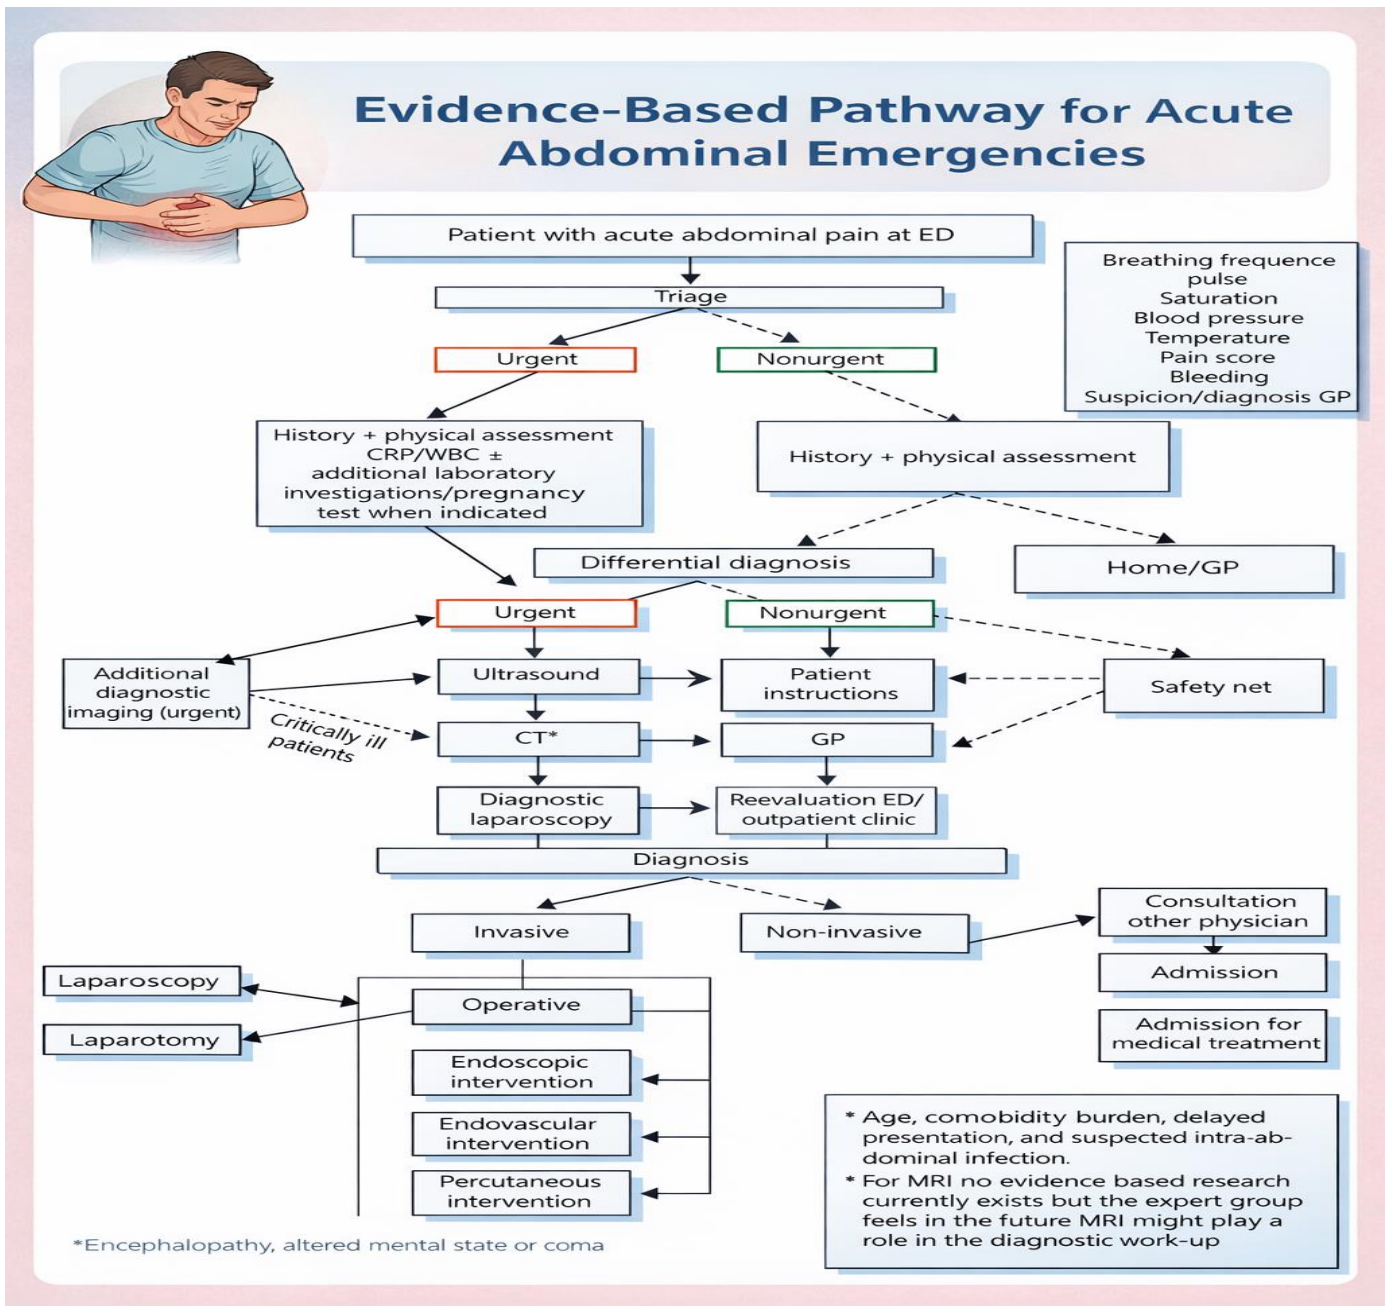 Evidence-Based Pathway for Acute
Abdominal Emergencies
Patient with acute abdominal pain at ED
Triage
Breathing frequence
pulse
Saturation
Blood pressure
Temperature
Pain score
Bleeding
Suspicion/diagnosis GP
Urgent
Nonurgent
History + physical assessment
CRP/WBC ±
additional laboratory
investigations/pregnancy
test when indicated
History + physical assessment
Differential diagnosis
Home/GP
Urgent
Nonurgent
Additional
diagnostic
imaging (urgent)
Critically ill
patients
Ultrasound
Patient
instructions
Safety net
CT*
GP
Diagnostic
laparoscopy
Reevaluation ED/
outpatient clinic
Diagnosis
Invasive
Non-invasive
Consultation
other physician
Admission
Admission for
medical treatment
Laparoscopy
Laparotomy
Operative
Endoscopic
intervention
Endovascular
intervention
Percutaneous
intervention
* Age, comobidity burden, delayed
presentation, and suspected intra-ab-
dominal infection.
* For MRI no evidence based research
currently exists but the expert group
feels in the future MRI might play a
role in the diagnostic work-up
*Encephalopathy, altered mental state or coma